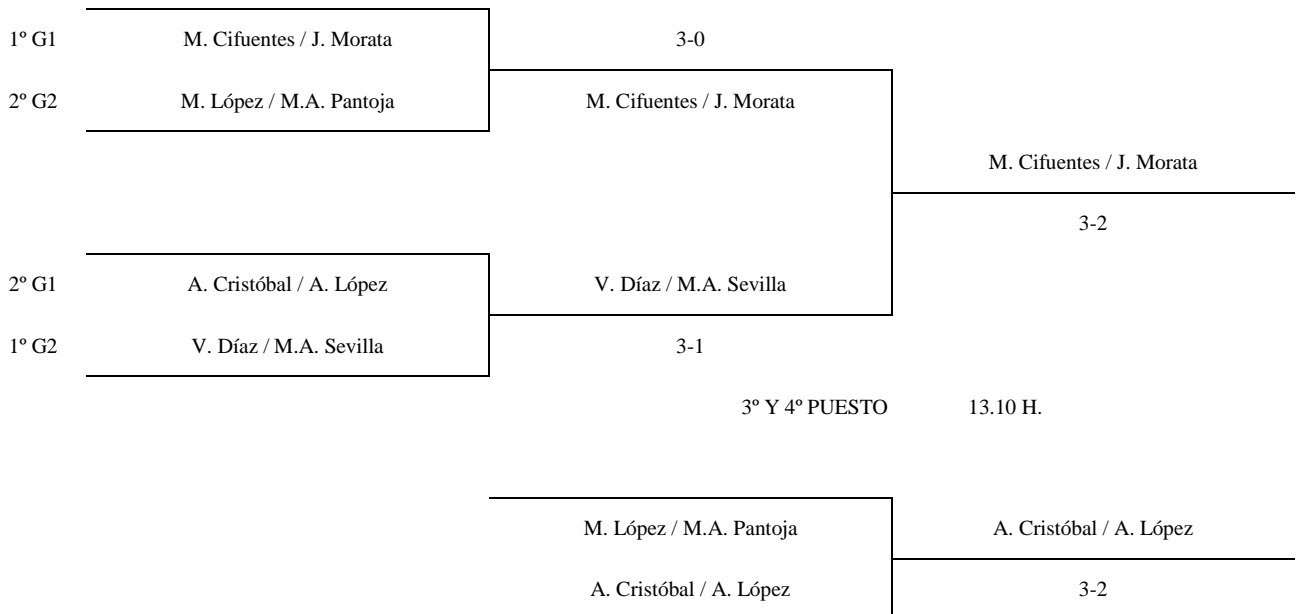 1º G1 M. Cifuentes / J. Morata 3-0
2º G2 M. López / M.A. Pantoja M. Cifuentes / J. Morata
M. Cifuentes / J. Morata
3-2
2º G1 A. Cristóbal / A. López V. Díaz / M.A. Sevilla
1º G2 V. Díaz / M.A. Sevilla 3-1
3º Y 4º PUESTO 13.10 H.
M. López / M.A. Pantoja A. Cristóbal / A. López
A. Cristóbal / A. López 3-2